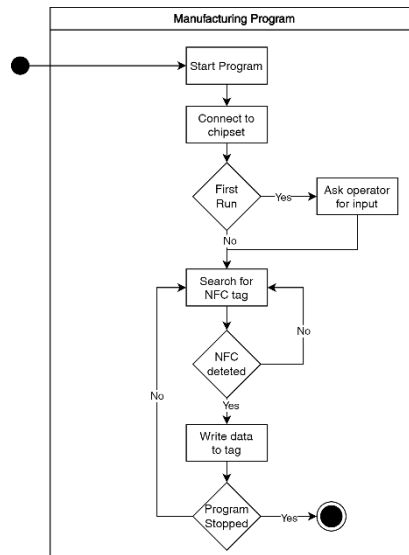 Manufacturing Program
Start Program
Connect to
chipset
First
Run
Yes
Ask operator
for input
No
Search for
NFC tag
No
NFC
deteted
No
Yes
Write data
to tag
Program
Stopped
Yes